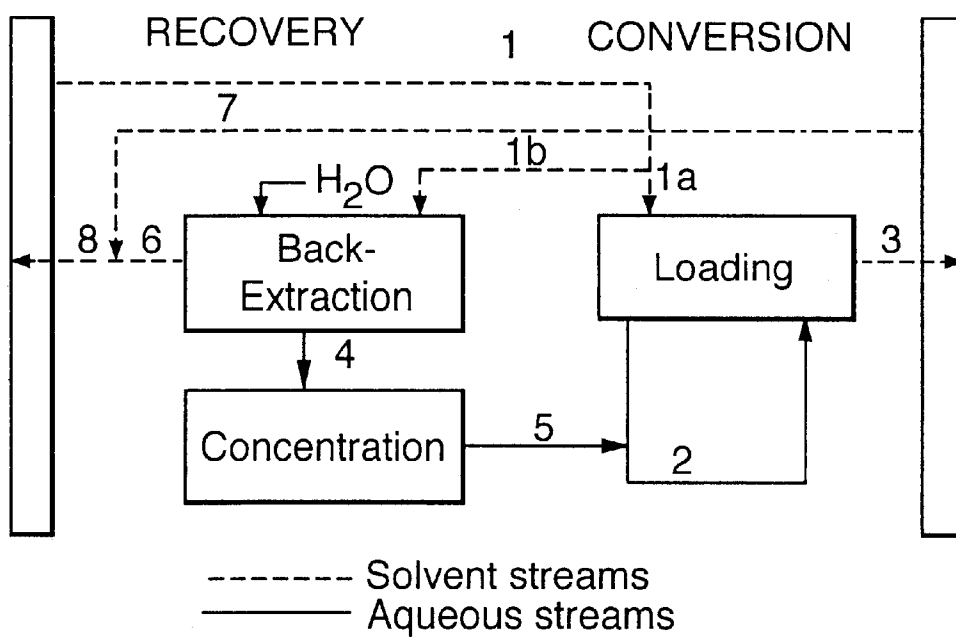 RECOVERY 1 CONVERSION
7
1b
H2O 1a
8 6 Back-Extraction Loading 3
4
Concentration 5 2
Solvent streams
Aqueous streams